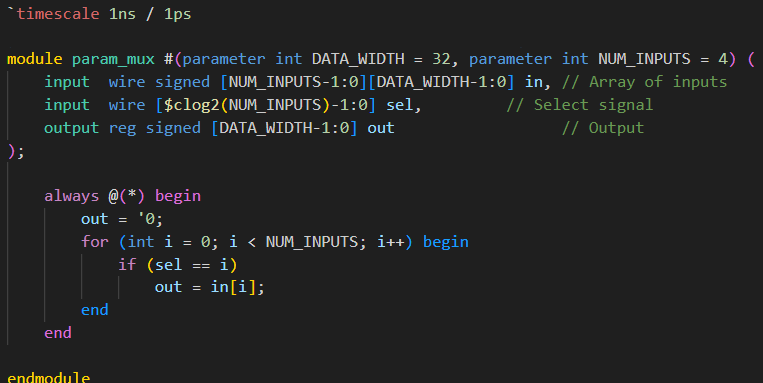 `timescale 1ns / 1ps
module param_mux #(parameter int DATA_WIDTH = 32, parameter int NUM_INPUTS = 4) (
input  wire signed [NUM_INPUTS-1:0][DATA_WIDTH-1:0] in, // Array of inputs
input  wire [$clog2(NUM_INPUTS)-1:0] sel,         // Select signal
output reg signed [DATA_WIDTH-1:0] out                  // Output
);
always @(*) begin
out = '0;
for (int i = 0; i < NUM_INPUTS; i++) begin
if (sel == i)
out = in[i];
end
end
endmodule